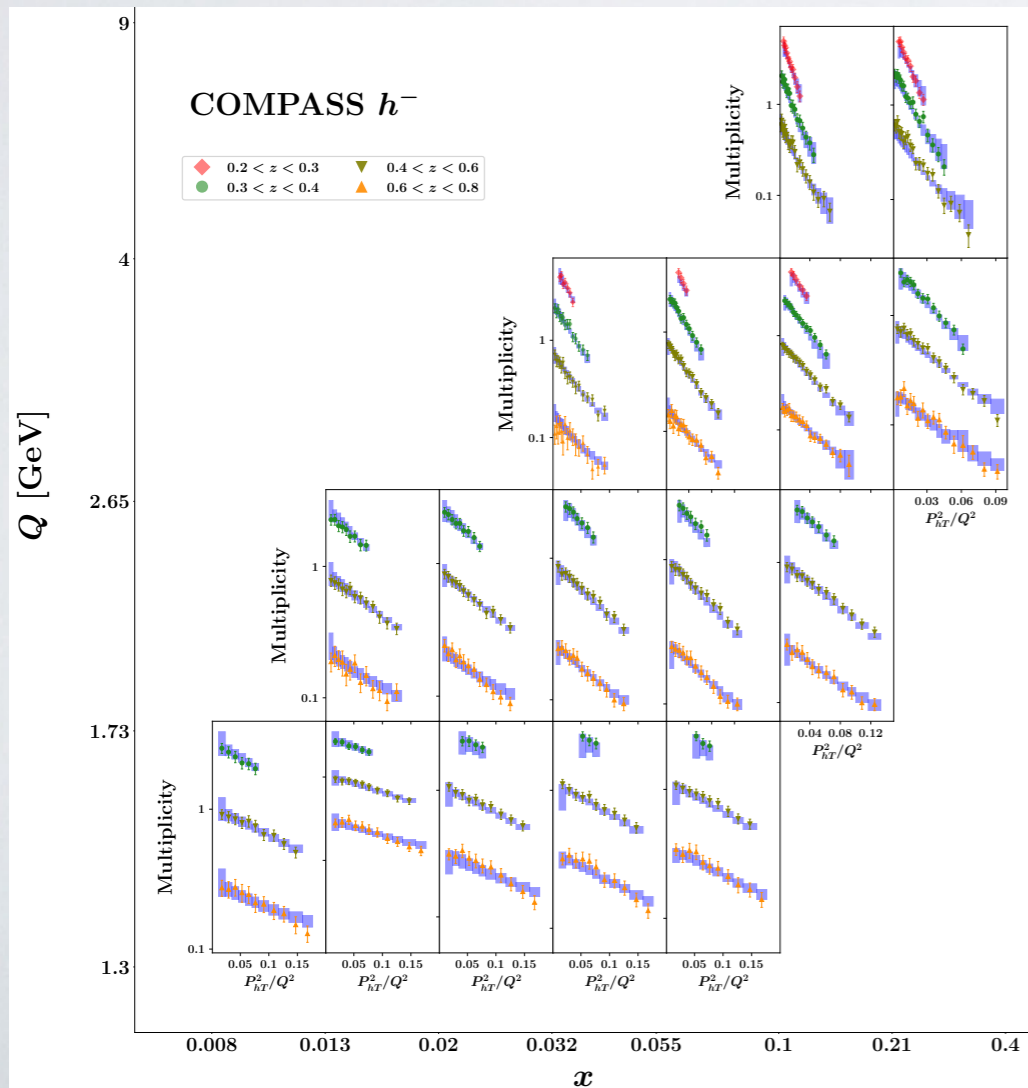 9
COMPASS h⁻
0.2 < z < 0.3
0.4 < z < 0.6
0.3 < z < 0.4
0.6 < z < 0.8
Multiplicity
1
0.1
4
Multiplicity
1
0.1
0.03 0.06 0.09
P²hT/Q²
Q [GeV]
2.65
Multiplicity
1
0.1
0.04 0.08 0.12
P²hT/Q²
1.73
Multiplicity
1
0.1
0.05 0.1 0.15
0.05 0.1 0.15
0.05 0.1 0.15
0.05 0.1 0.15
0.05 0.1 0.15
P²hT/Q²
P²hT/Q²
P²hT/Q²
P²hT/Q²
P²hT/Q²
1.3
0.008 0.013 0.02 0.032 0.055 0.1 0.21 0.4
x